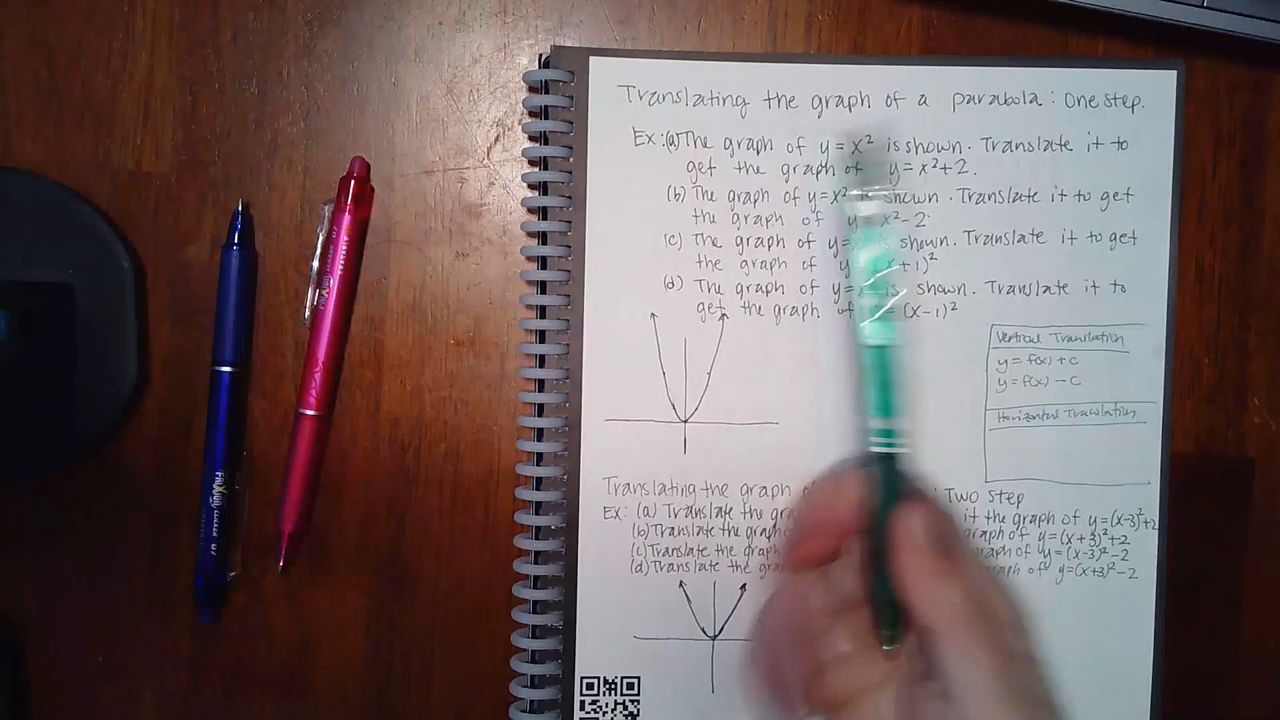 Translating the graph of a parabola: One Step.
Ex: (a) The graph of y = x² is shown. Translate it to
get the graph of y = x² + 2.
(b) The graph of y = x² is shown. Translate it to get
the graph of y = x² - 2.
(c) The graph of y = shown. Translate it to get
the graph of y x + 1)²
(d) The graph of y = is shown. Translate it to
get the graph of = (x - 1)²
Vertical Translation
y = f(x) + c
y = f(x) - c
Horizontal Translation
Translating the graph Two Step
Ex: (a) Translate the gra it the graph of y = (x-3)² + 2
(b) Translate the graph graph of y = (x+3)² + 2
(c) Translate the graph graph of y = (x-3)² - 2
(d) Translate the gra graph of y = (x+3)² - 2
FRIXION